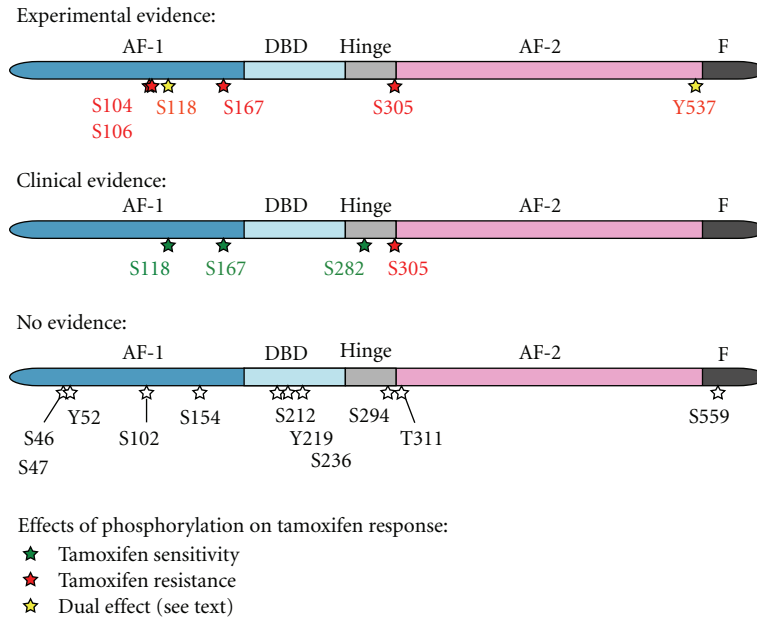 Experimental evidence:
AF-1 DBD Hinge AF-2 F
S104 S118 S167 S305 Y537
S106
Clinical evidence:
AF-1 DBD Hinge AF-2 F
S118 S167 S282 S305
No evidence:
AF-1 DBD Hinge AF-2 F
Y52 S154 S212 S294 S559
S46 S102 Y219 T311
S47 S236
Effects of phosphorylation on tamoxifen response:
Tamoxifen sensitivity
Tamoxifen resistance
Dual effect (see text)